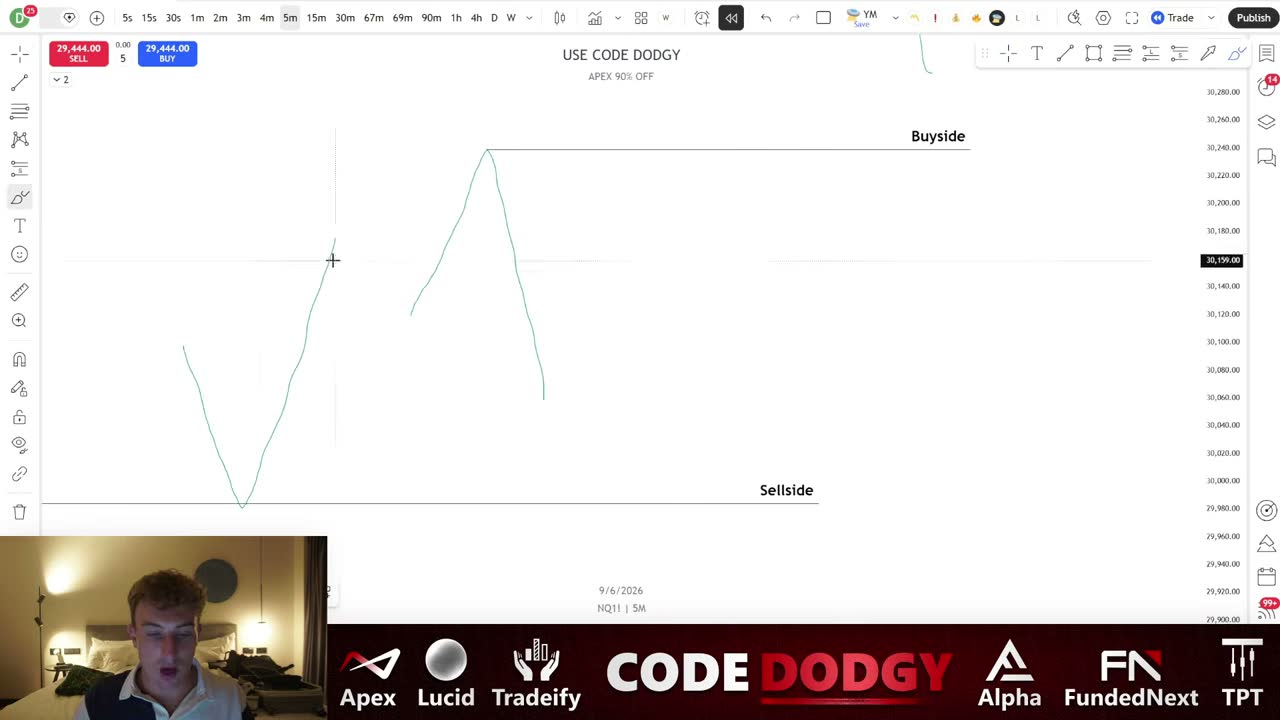 D 25
5s 15s 30s 1m 2m 3m 4m 5m 15m 30m 67m 69m 90m 1h 4h D W
W
YM
Save
L L
Trade
Publish
29,444.00
SELL
0.00
5
29,444.00
BUY
2
USE CODE DODGY
APEX 90% OFF
14
30,280.00
30,260.00
Buyside
30,240.00
30,220.00
30,200.00
30,180.00
30,159.00
30,140.00
30,120.00
30,100.00
30,080.00
30,060.00
30,040.00
30,020.00
Sellside
30,000.00
29,980.00
29,960.00
29,940.00
29,920.00
29,900.00
9/6/2026
NQ1! | 5M
99+
CODE DODGY
Apex Lucid Tradeify
Alpha FundedNext TPT
FN